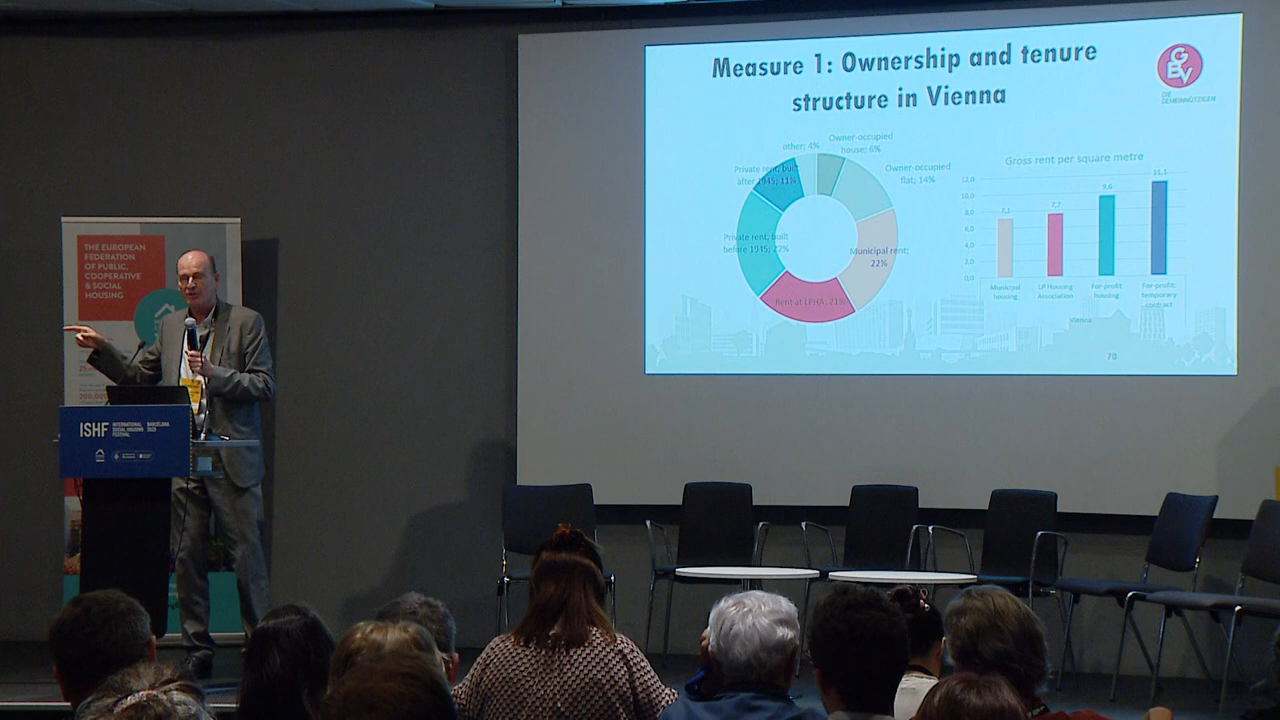 Measure 1: Ownership and tenure
structure in Vienna
GBV
DIE
GEMEINNÜTZIGEN
other; 4%
Owner-occupied
house; 6%
Owner-occupied
flat; 14%
Private rent, built
after 1945; 11%
Private rent, built
before 1945; 22%
Municipal rent;
22%
Rent at LPHA; 21%
Gross rent per square metre
12,0
10,0
8,0
6,0
4,0
2,0
0,0
7,1
7,7
9,6
11,1
Municipal
housing
LP Housing
Association
For-profit
housing
For-profit;
temporary
contract
Vienna
70
THE EUROPEAN
FEDERATION
OF PUBLIC,
COOPERATIVE
& SOCIAL
HOUSING
ISHF
INTERNATIONAL
SOCIAL HOUSING
FESTIVAL
BARCELONA
2023